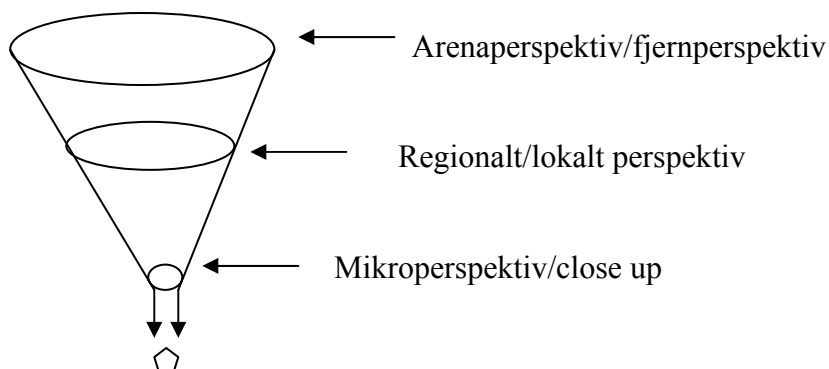 Arenaperspektiv/fjernperspektiv
Regionalt/lokalt perspektiv
Mikroperspektiv/close up